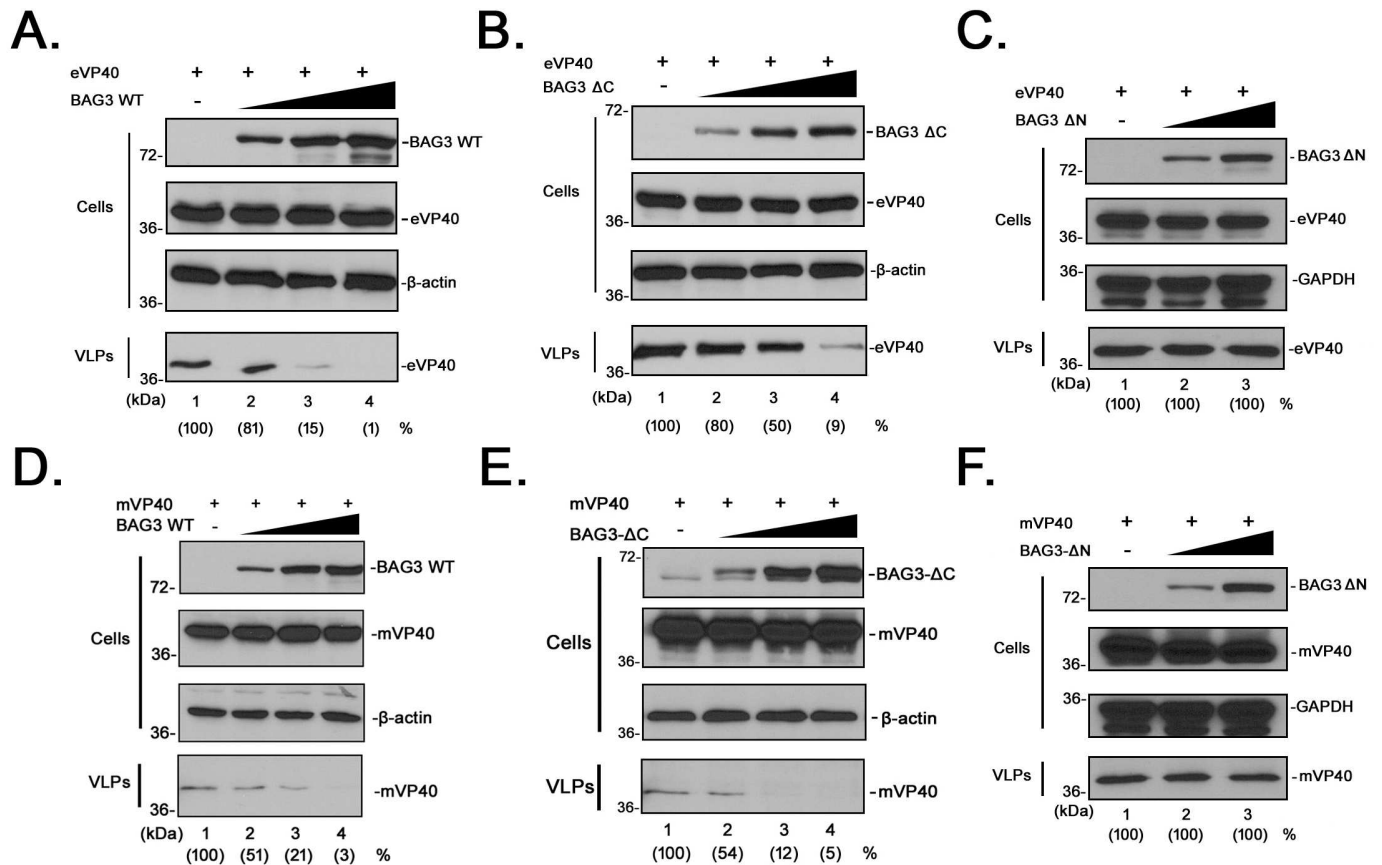 A.
eVP40 + + + +
BAG3 WT -
72-
-BAG3 WT
Cells
36-
-eVP40
-β-actin
36-
VLPs
-eVP40
36-
(kDa) 1 2 3 4
(100) (81) (15) (1) %
B.
eVP40 + + + +
BAG3 ΔC -
72-
-BAG3 ΔC
Cells
-eVP40
36-
-β-actin
36-
VLPs
-eVP40
36-
(kDa) 1 2 3 4
(100) (80) (50) (9) %
C.
eVP40 + + +
BAG3 ΔN -
-BAG3 ΔN
72-
Cells
-eVP40
36-
36-
-GAPDH
VLPs
-eVP40
36-
(kDa) 1 2 3
(100) (100) (100) %
D.
mVP40 + + + +
BAG3 WT -
-BAG3 WT
72-
Cells
-mVP40
36-
-β-actin
36-
VLPs
-mVP40
36-
(kDa) 1 2 3 4
(100) (51) (21) (3) %
E.
mVP40 + + + +
BAG3-ΔC -
72-
-BAG3-ΔC
Cells
-mVP40
36-
-β-actin
36-
VLPs
-mVP40
36-
(kDa) 1 2 3 4
(100) (54) (12) (5) %
F.
mVP40 + + +
BAG3-ΔN -
-BAG3 ΔN
72-
Cells
-mVP40
36-
36-
-GAPDH
VLPs
-mVP40
36-
(kDa) 1 2 3
(100) (100) (100) %